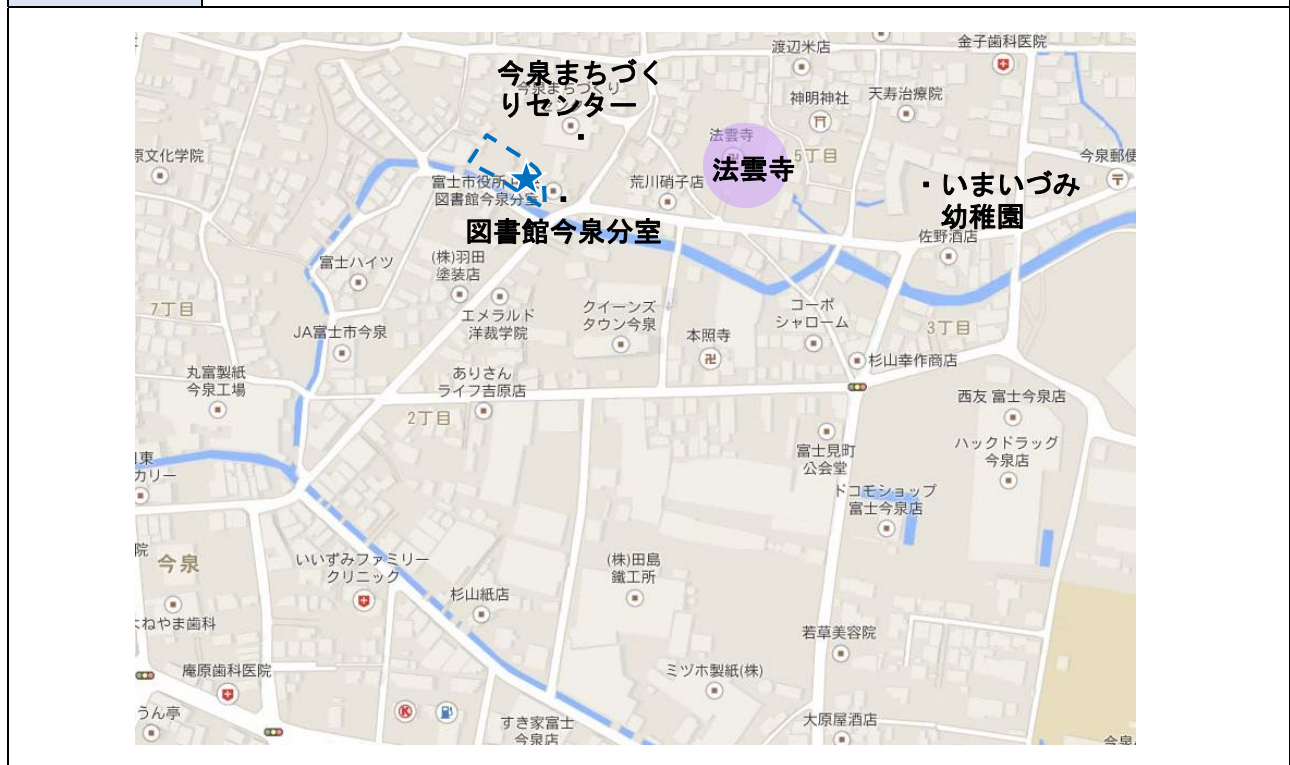 渡辺米店
金子歯科医院
今泉まちづく
りセンター
神明神社
天寿治療院
法雲寺
原文化学院
5丁目
今泉郵便
法雲寺
・いまいづみ
幼稚園
荒川硝子店
富士市役所
図書館今泉分室
図書館今泉分室
佐野酒店
富士ハイツ
(株)羽田
塗装店
7丁目
エメラルド
洋裁学院
クイーンズ
タウン今泉
コーポ
シャローム
3丁目
JA富士市今泉
本照寺
杉山幸作商店
丸富製紙
今泉工場
ありさん
ライフ吉原店
2丁目
西友 富士今泉店
富士見町
公会堂
ハックドラッグ
今泉店
東
カリー
ドコモショップ
富士今泉店
院
今泉
いいずみファミリー
クリニック
(株)田島
鐵工所
杉山紙店
よねやま歯科
若草美容院
庵原歯科医院
ミツホ製紙(株)
うん亭
すき家富士
今泉店
大原屋酒店
今泉